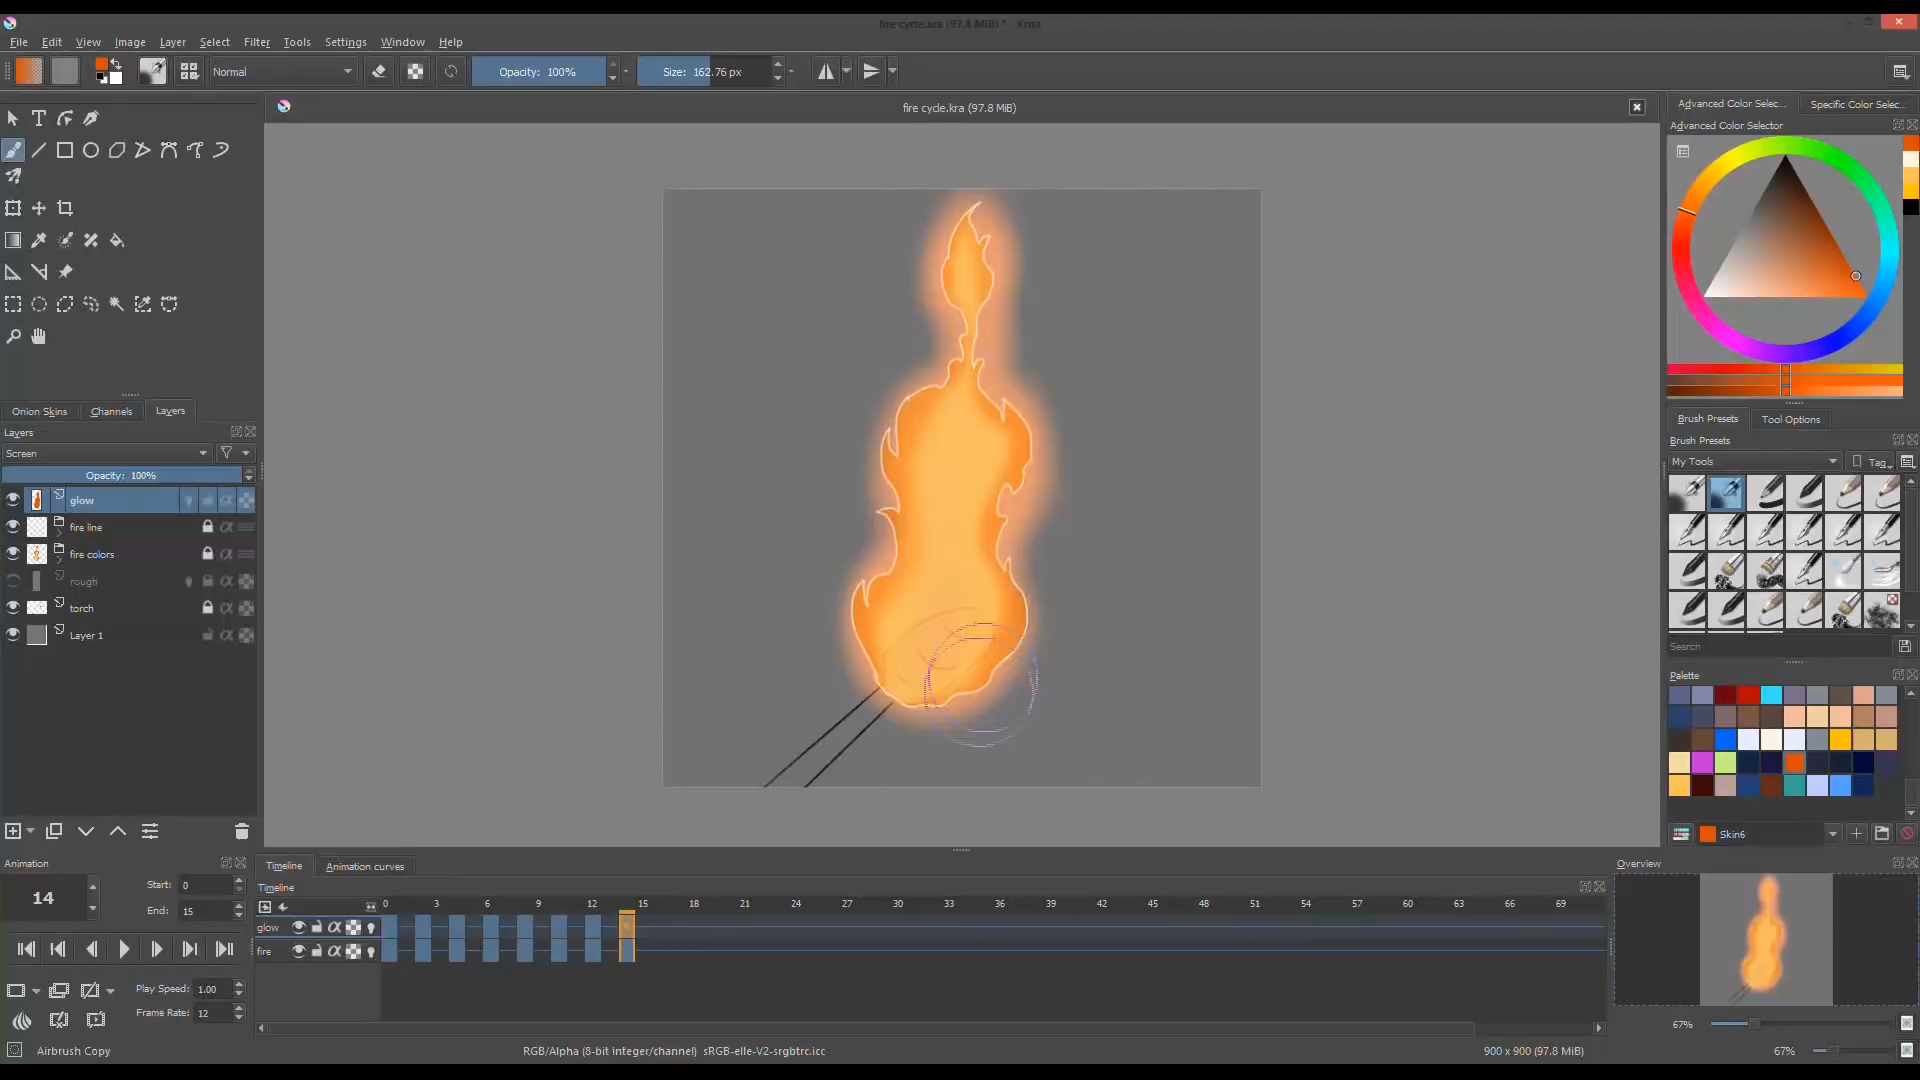 fire cycle.kra (97.8 MiB) * - Krita
File Edit View Image Layer Select Filter Tools Settings Window Help
Normal Opacity: 100% Size: 162.76 px
fire cycle.kra (97.8 MiB)
Advanced Color Selec... Specific Color Selec...
Advanced Color Selector
Onion Skins Channels Layers
Layers
Screen
Opacity: 100%
glow
fire line
fire colors
rough
torch
Layer 1
Brush Presets Tool Options
Brush Presets
My Tools Tag
Search
Palette
Skin6
Animation
14
Start: 0
End: 15
Play Speed: 1.00
Frame Rate: 12
Timeline Animation curves
Timeline
0 3 6 9 12 15 18 21 24 27 30 33 36 39 42 45 48 51 54 57 60 63 66 69
glow
fire
Overview
67%
Airbrush Copy
RGB/Alpha (8-bit integer/channel) sRGB-elle-V2-srgbtrc.icc
900 x 900 (97.8 MiB)
67%